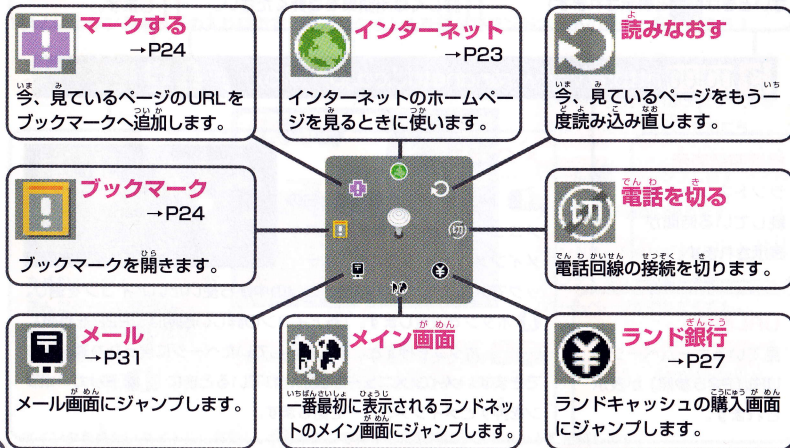 マークする
→P24
今、見ているページのURLを
ブックマークへ追加します。
インターネット
→P23
インターネットのホームペー
ジを見るときに使います。
読みなおす
今、見ているページをもう一
度読み込み直します。
ブックマーク
→P24
ブックマークを開きます。
切
電話を切る
電話回線の接続を切ります。
〒
メール
→P31
メール画面にジャンプします。
メイン画面
一番最初に表示されるランドネッ
トのメイン画面にジャンプします。
¥
ランド銀行
→P27
ランドキャッシュの購入画面
にジャンプします。